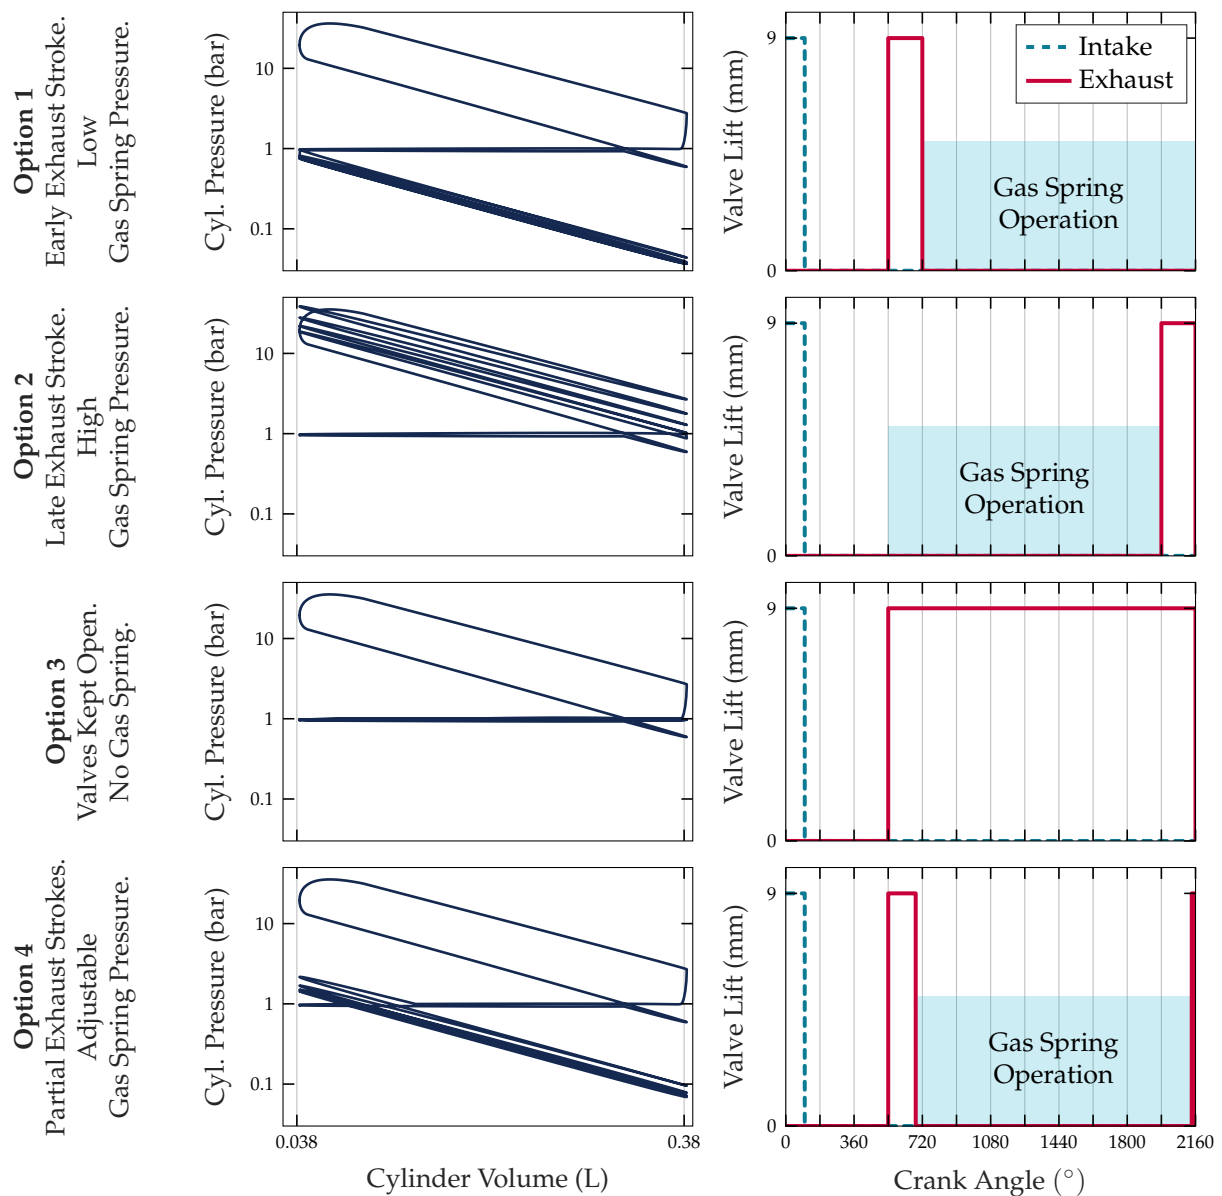 Option 1
Early Exhaust Stroke.
Low
Gas Spring Pressure.
Cyl. Pressure (bar)
10
1
0.1
Valve Lift (mm)
9
0
Intake
Exhaust
Gas Spring
Operation
Option 2
Late Exhaust Stroke.
High
Gas Spring Pressure.
Cyl. Pressure (bar)
10
1
0.1
Valve Lift (mm)
9
0
Gas Spring
Operation
Option 3
Valves Kept Open.
No Gas Spring.
Cyl. Pressure (bar)
10
1
0.1
Valve Lift (mm)
9
0
Option 4
Partial Exhaust Strokes.
Adjustable
Gas Spring Pressure.
Cyl. Pressure (bar)
10
1
0.1
0.038 0.38
Cylinder Volume (L)
Valve Lift (mm)
9
0
Gas Spring
Operation
0 360 720 1080 1440 1800 2160
Crank Angle (°)